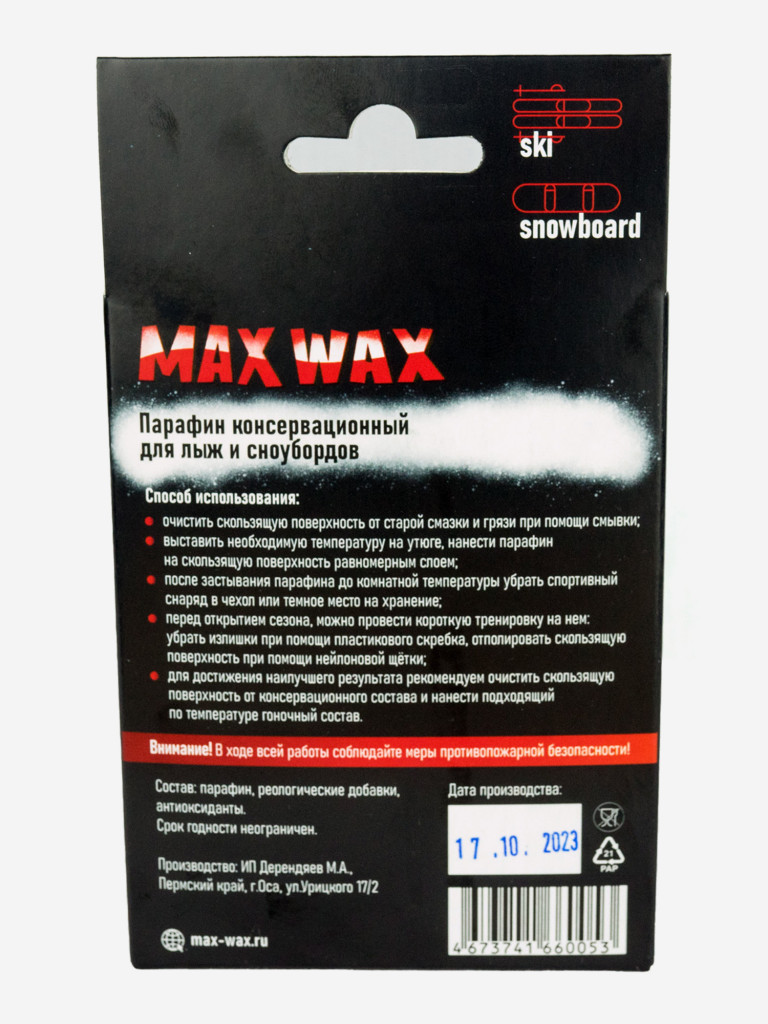 ski
snowboard
MAX WAX
Парафин консервационный
для лыж и сноубордов
Способ использования:
очистить скользящую поверхность от старой смазки и грязи при помощи смывки;
выставить необходимую температуру на утюге, нанести парафин
на скользящую поверхность равномерным слоем;
после застывания парафина до комнатной температуры убрать спортивный
снаряд в чехол или темное место на хранение;
перед открытием сезона, можно провести короткую тренировку на нем:
убрать излишки при помощи пластикового скребка, отполировать скользящую
поверхность при помощи нейлоновой щётки;
для достижения наилучшего результата рекомендуем очистить скользящую
поверхность от консервационного состава и нанести подходящий
по температуре гоночный состав.
Внимание! В ходе всей работы соблюдайте меры противопожарной безопасности!
Состав: парафин, реологические добавки,
антиоксиданты.
Срок годности неограничен.
Производство: ИП Дерендяев М.А.,
Пермский край, г.Оса, ул.Урицкого 17/2
max-wax.ru
Дата производства:
17.10.2023
21
PAP
4 673741 660053